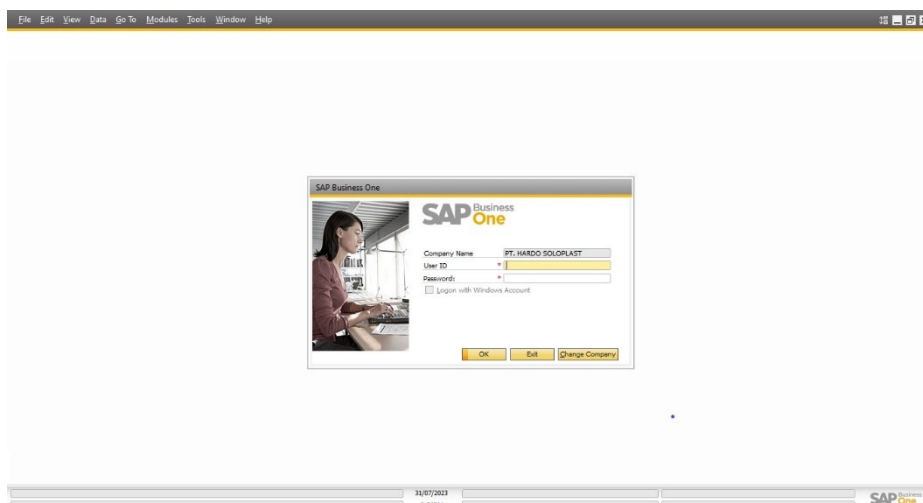 File Edit View Data Go To Modules Tools Window Help
SAP Business One
SAP Business One
Company Name PT. HARDO SOLOPLAST
User ID *
Password: *
Logon with Windows Account
OK Exit Change Company
31/07/2023
SAP Business One